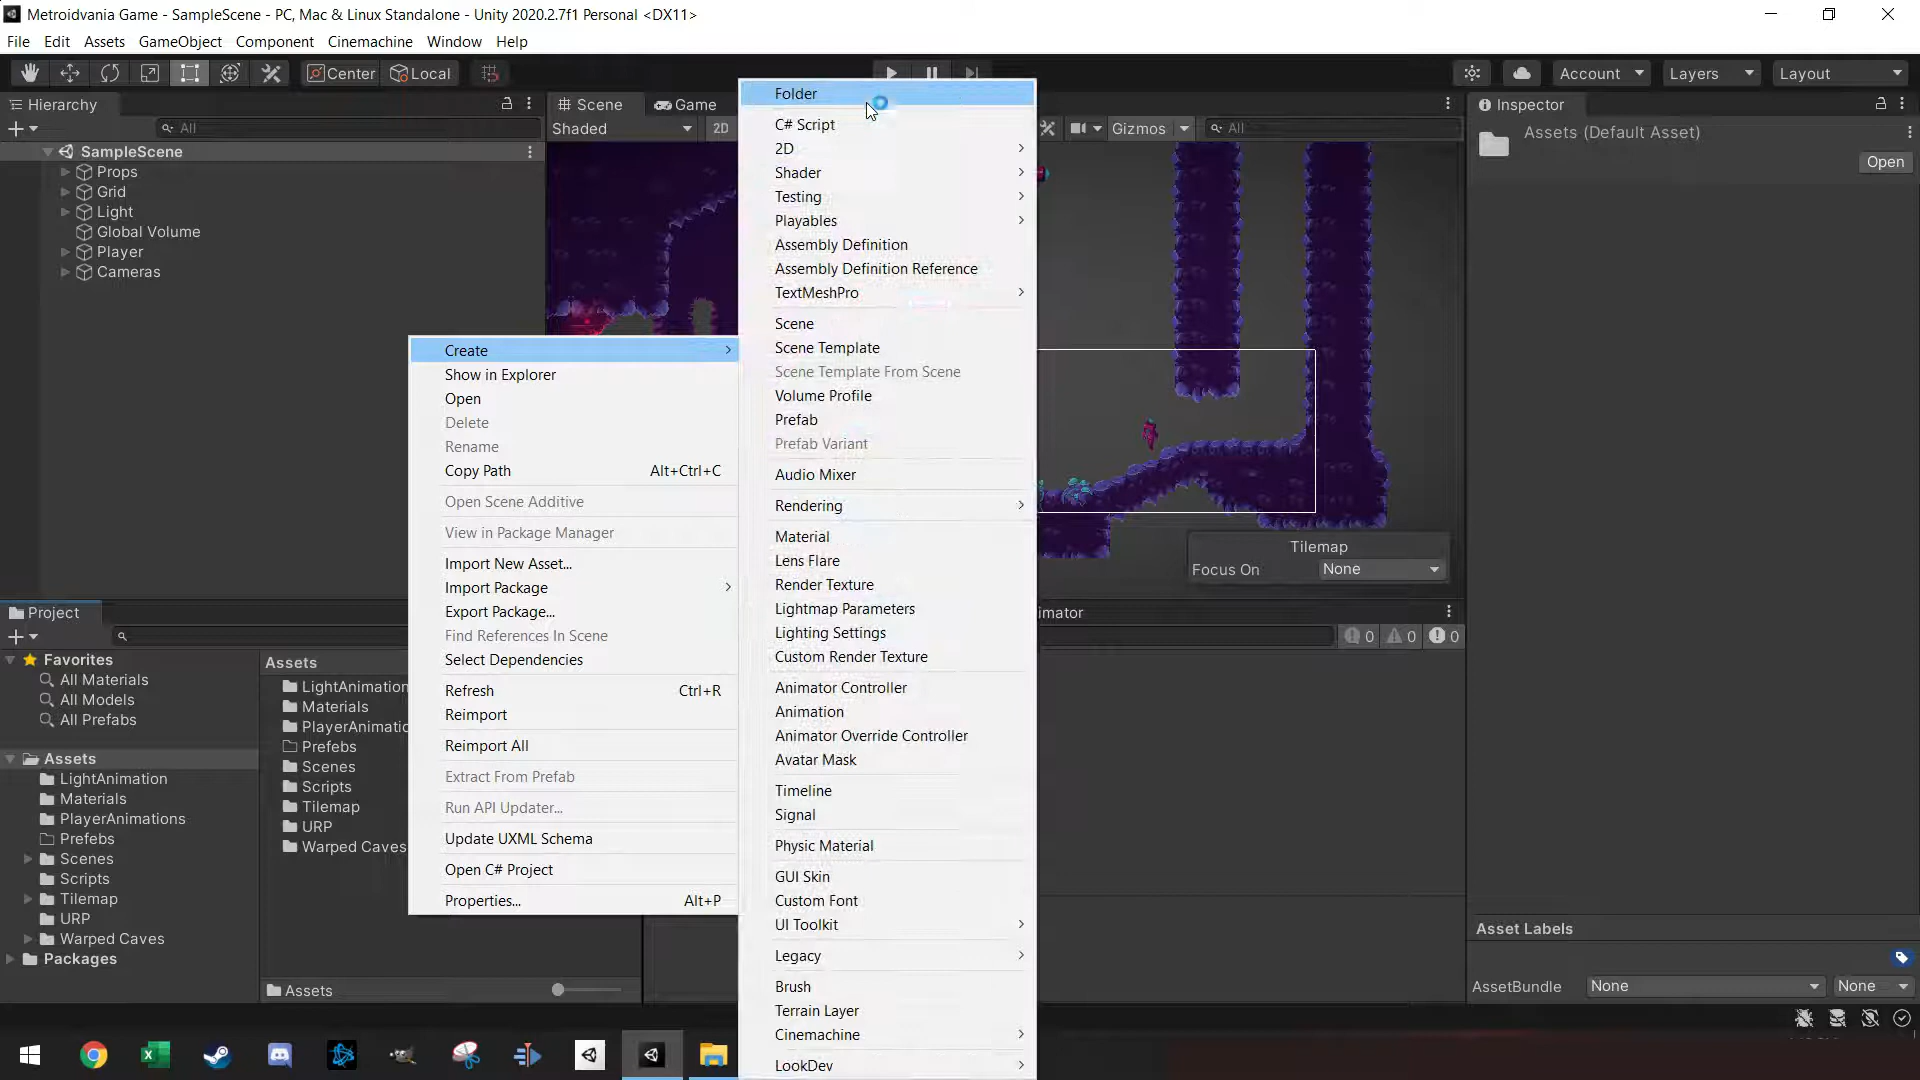 Metroidvania Game - SampleScene - PC, Mac & Linux Standalone - Unity 2020.2.7f1 Personal <DX11>
File Edit Assets GameObject Component Cinemachine Window Help
Center Local Account Layers Layout
Hierarchy
All
SampleScene
Props
Grid
Light
Global Volume
Player
Cameras
Scene Game
Shaded 2D Gizmos All
Folder
C# Script
2D
Shader
Testing
Playables
Assembly Definition
Assembly Definition Reference
TextMeshPro
Scene
Scene Template
Scene Template From Scene
Volume Profile
Prefab
Prefab Variant
Audio Mixer
Rendering
Material
Lens Flare
Render Texture
Lightmap Parameters
Lighting Settings
Custom Render Texture
Animator Controller
Animation
Animator Override Controller
Avatar Mask
Timeline
Signal
Physic Material
GUI Skin
Custom Font
UI Toolkit
Legacy
Brush
Terrain Layer
Cinemachine
LookDev
Create
Show in Explorer
Open
Delete
Rename
Copy Path Alt+Ctrl+C
Open Scene Additive
View in Package Manager
Import New Asset...
Import Package
Export Package...
Find References In Scene
Select Dependencies
Refresh Ctrl+R
Reimport
Reimport All
Extract From Prefab
Run API Updater...
Update UXML Schema
Open C# Project
Properties... Alt+P
Tilemap
Focus On None
imator
0 0 0
Inspector
Assets (Default Asset)
Open
Asset Labels
AssetBundle None None
Project
Favorites
All Materials
All Models
All Prefabs
Assets
LightAnimation
Materials
PlayerAnimations
Prefebs
Scenes
Scripts
Tilemap
URP
Warped Caves
Packages
Assets
LightAnimation
Materials
PlayerAnimatio
Prefebs
Scenes
Scripts
Tilemap
URP
Warped Caves
Assets